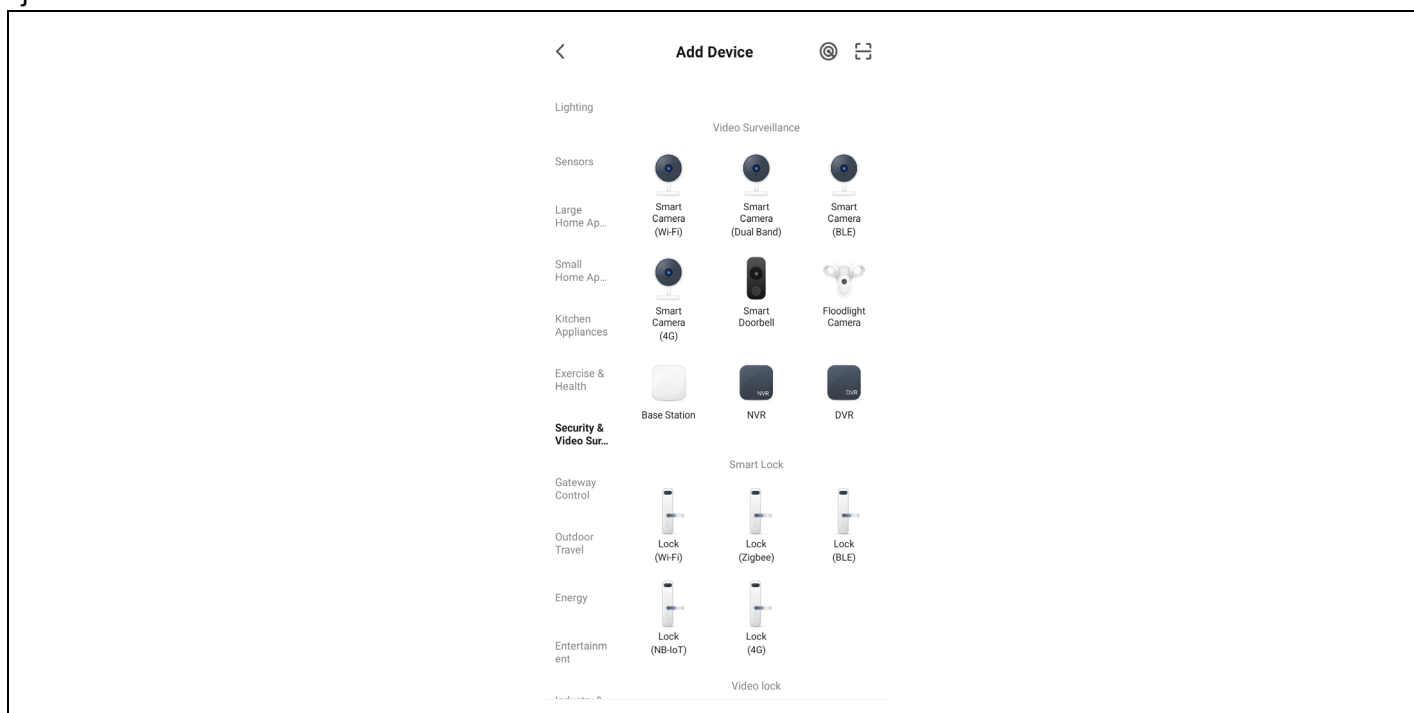 Add Device
Lighting
Sensors
Large
Home Ap...
Small
Home Ap...
Kitchen
Appliances
Exercise &
Health
Security &
Video Sur...
Gateway
Control
Outdoor
Travel
Energy
Entertainm
ent
Video Surveillance
Smart
Camera
(Wi-Fi)
Smart
Camera
(Dual Band)
Smart
Camera
(BLE)
Smart
Camera
(4G)
Smart
Doorbell
Floodlight
Camera
Base Station
NVR
NVR
DVR
DVR
Smart Lock
Lock
(Wi-Fi)
Lock
(Zigbee)
Lock
(BLE)
Lock
(NB-IoT)
Lock
(4G)
Video lock